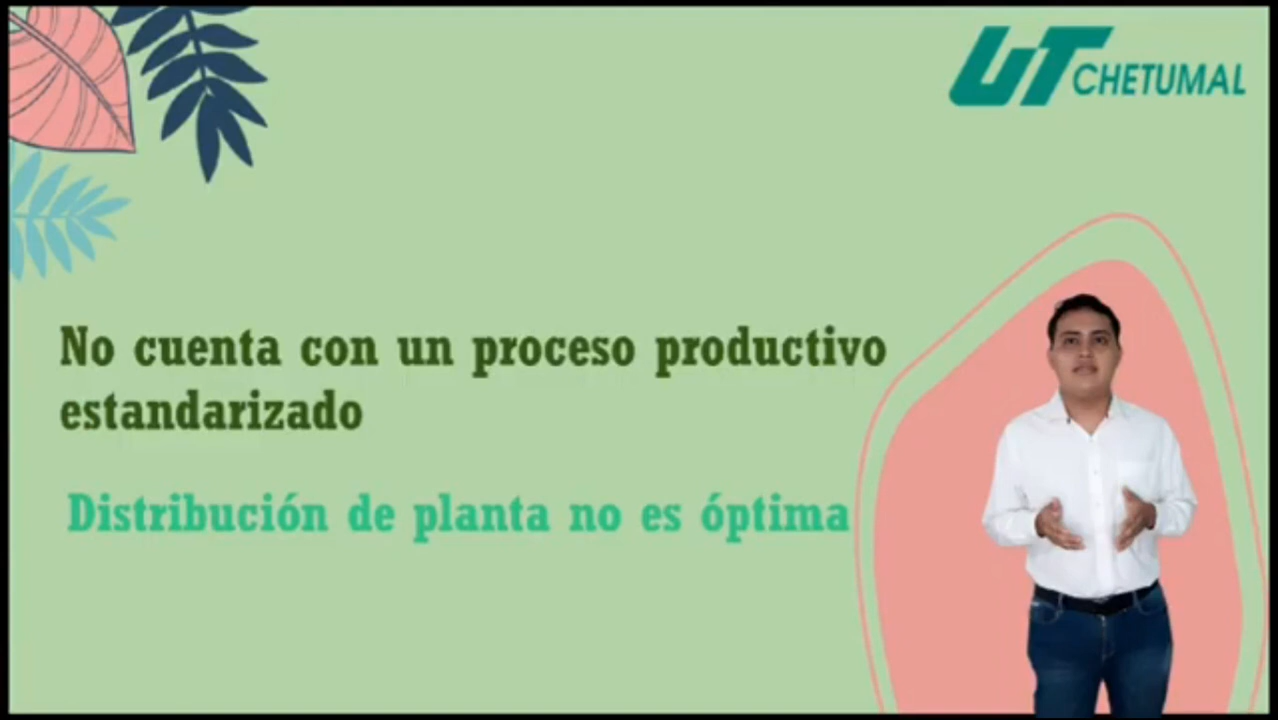 UT CHETUMAL
No cuenta con un proceso productivo
estandarizado
Distribución de planta no es óptima